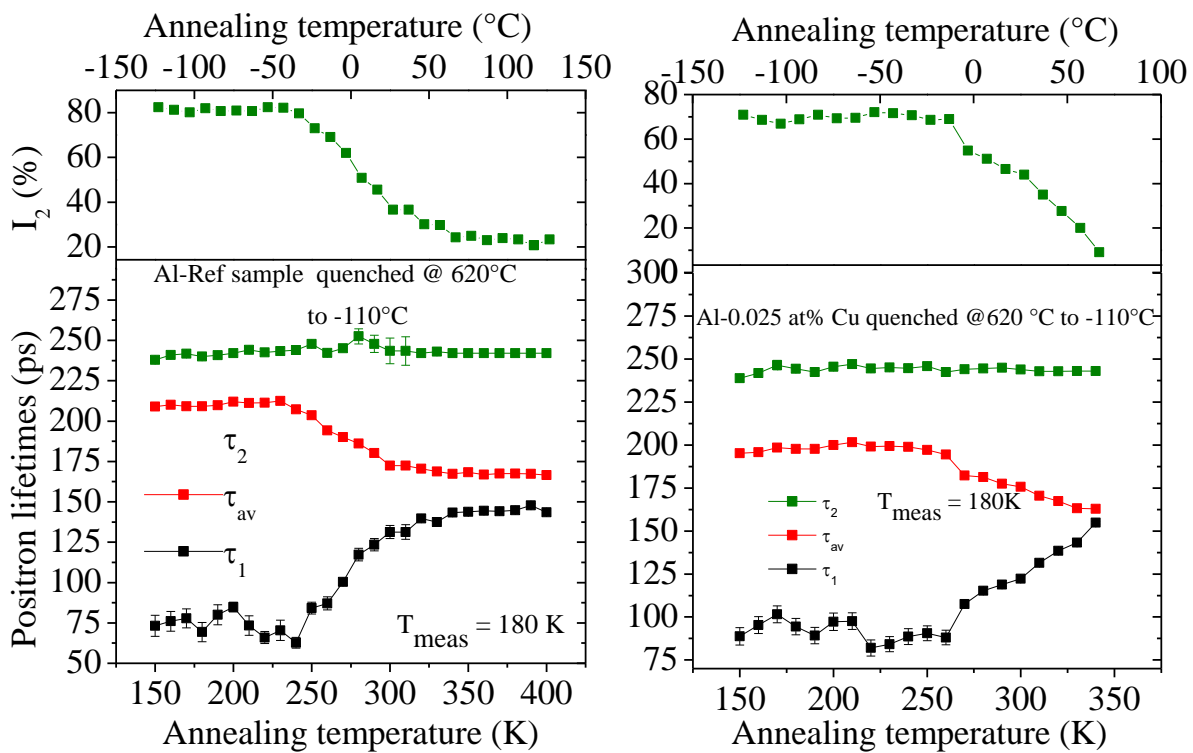 Annealing temperature (°C)
-150 -100 -50 0 50 100 150
80
60
40
20
I2 (%)
Al-Ref sample quenched @ 620°C
to -110°C
275
250
225
200
175
150
125
100
75
50
Positron lifetimes (ps)
τ2
τav
τ1
Tmeas = 180 K
150 200 250 300 350 400
Annealing temperature (K)
Annealing temperature (°C)
-150 -100 -50 0 50 100
80
60
40
20
300
Al-0.025 at% Cu quenched @620 °C to -110°C
275
250
225
200
175
150
125
100
75
τ2
τav
τ1
Tmeas = 180K
150 200 250 300 350
Annealing temperature (K)